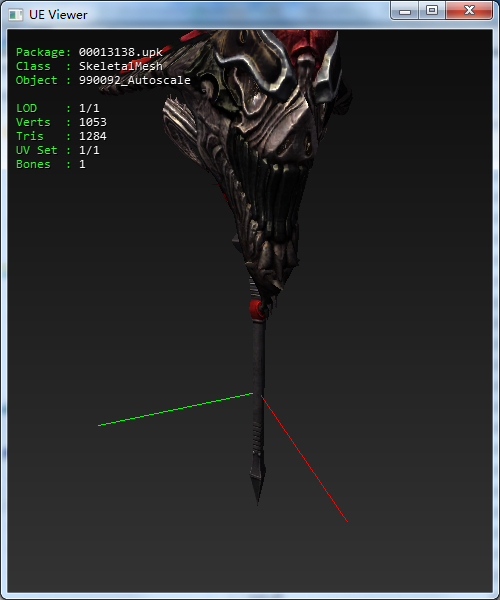 UE Viewer
Package: 00013138.upk
Class : SkeletalMesh
Object : 990092_Autoscale
LOD : 1/1
Verts : 1053
Tris : 1284
UV Set : 1/1
Bones : 1